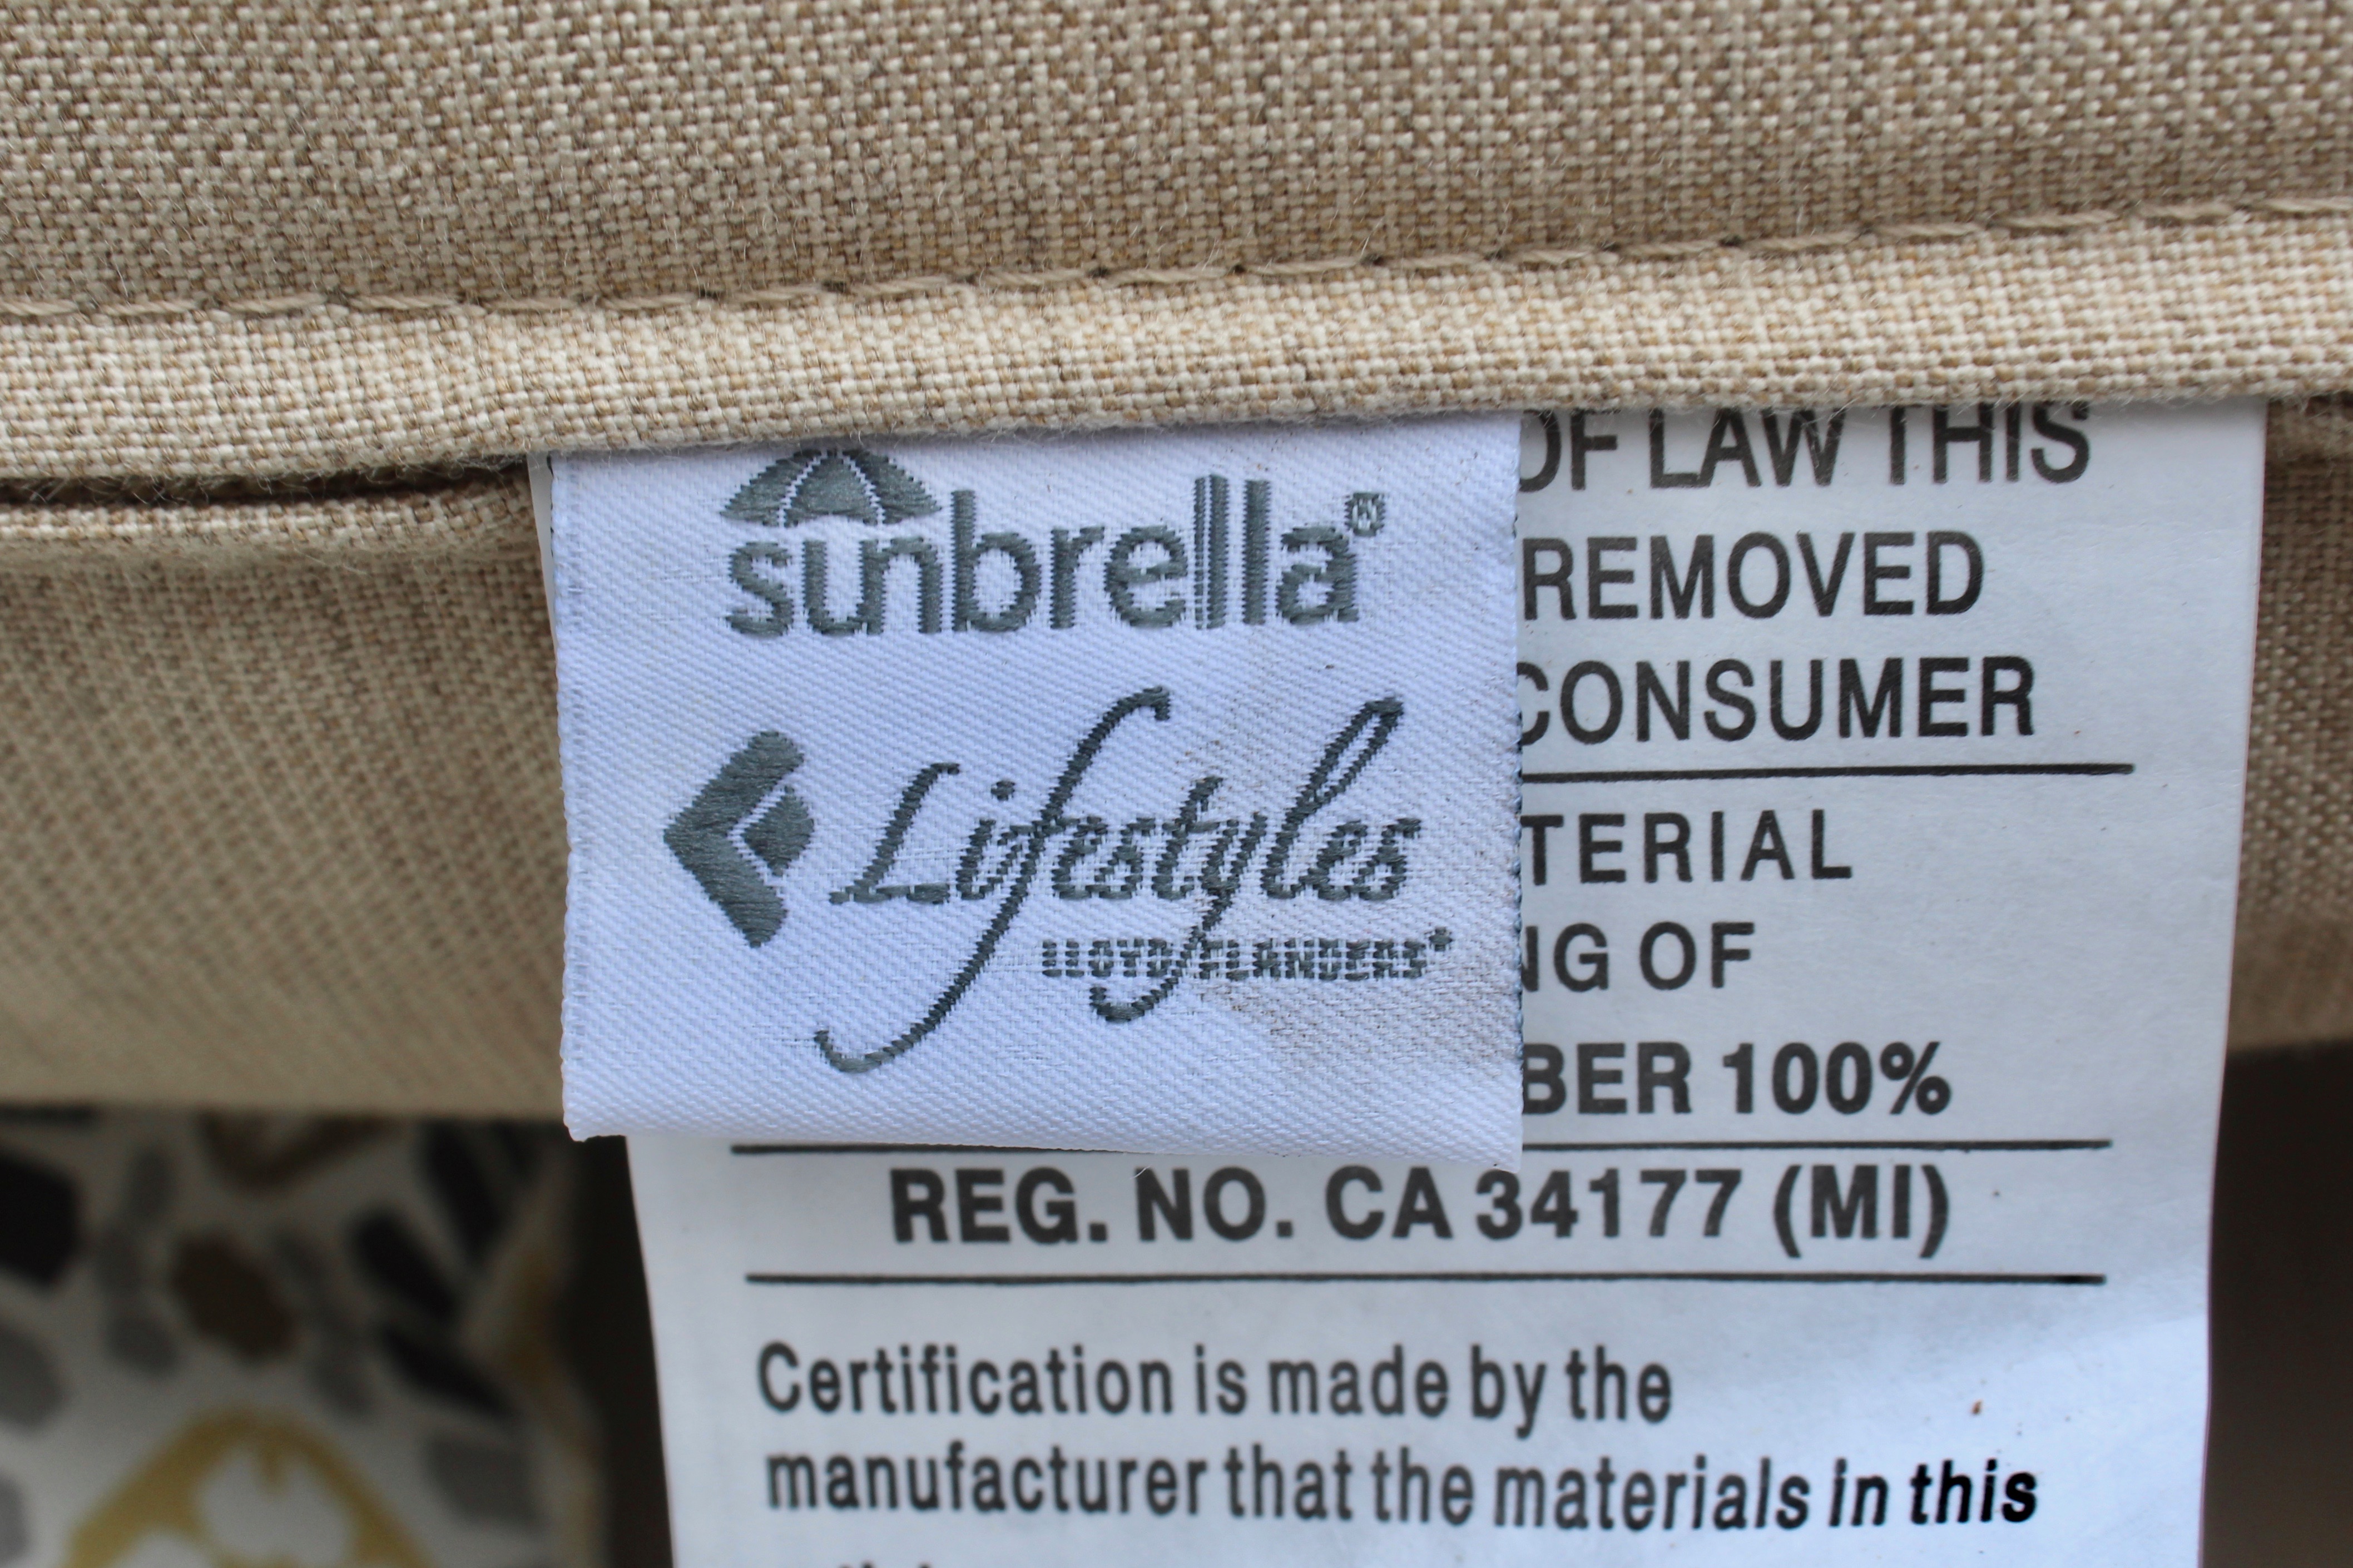 sunbrella®
Lifestyles
LLOYD/FLANDERS®
OF LAW THIS
REMOVED
CONSUMER
TERIAL
NG OF
BER 100%
REG. NO. CA 34177 (MI)
Certification is made by the
manufacturer that the materials in this